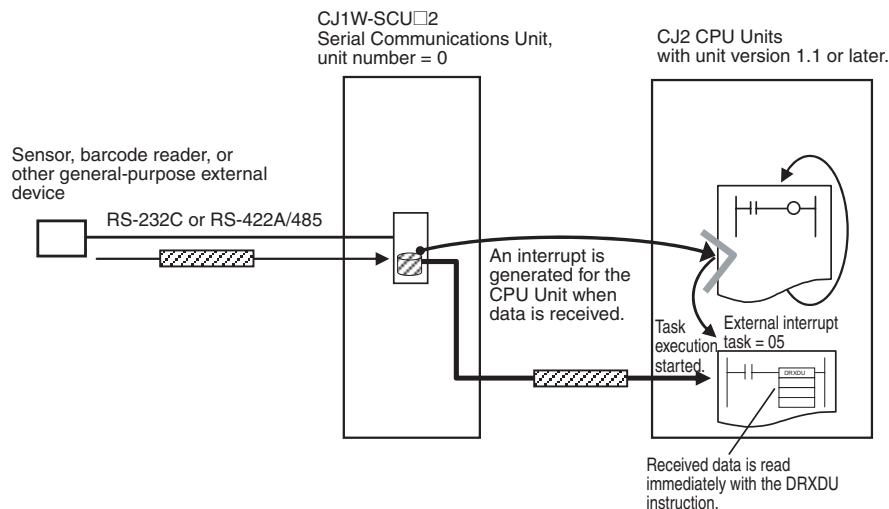 CJ1W-SCU□2
Serial Communications Unit,
unit number = 0
CJ2 CPU Units
with unit version 1.1 or later.
Sensor, barcode reader, or
other general-purpose external
device
RS-232C or RS-422A/485
An interrupt is
generated for the
CPU Unit when
data is received.
Task
execution
started.
External interrupt
task = 05
DRXDU
Received data is read
immediately with the DRXDU
instruction.